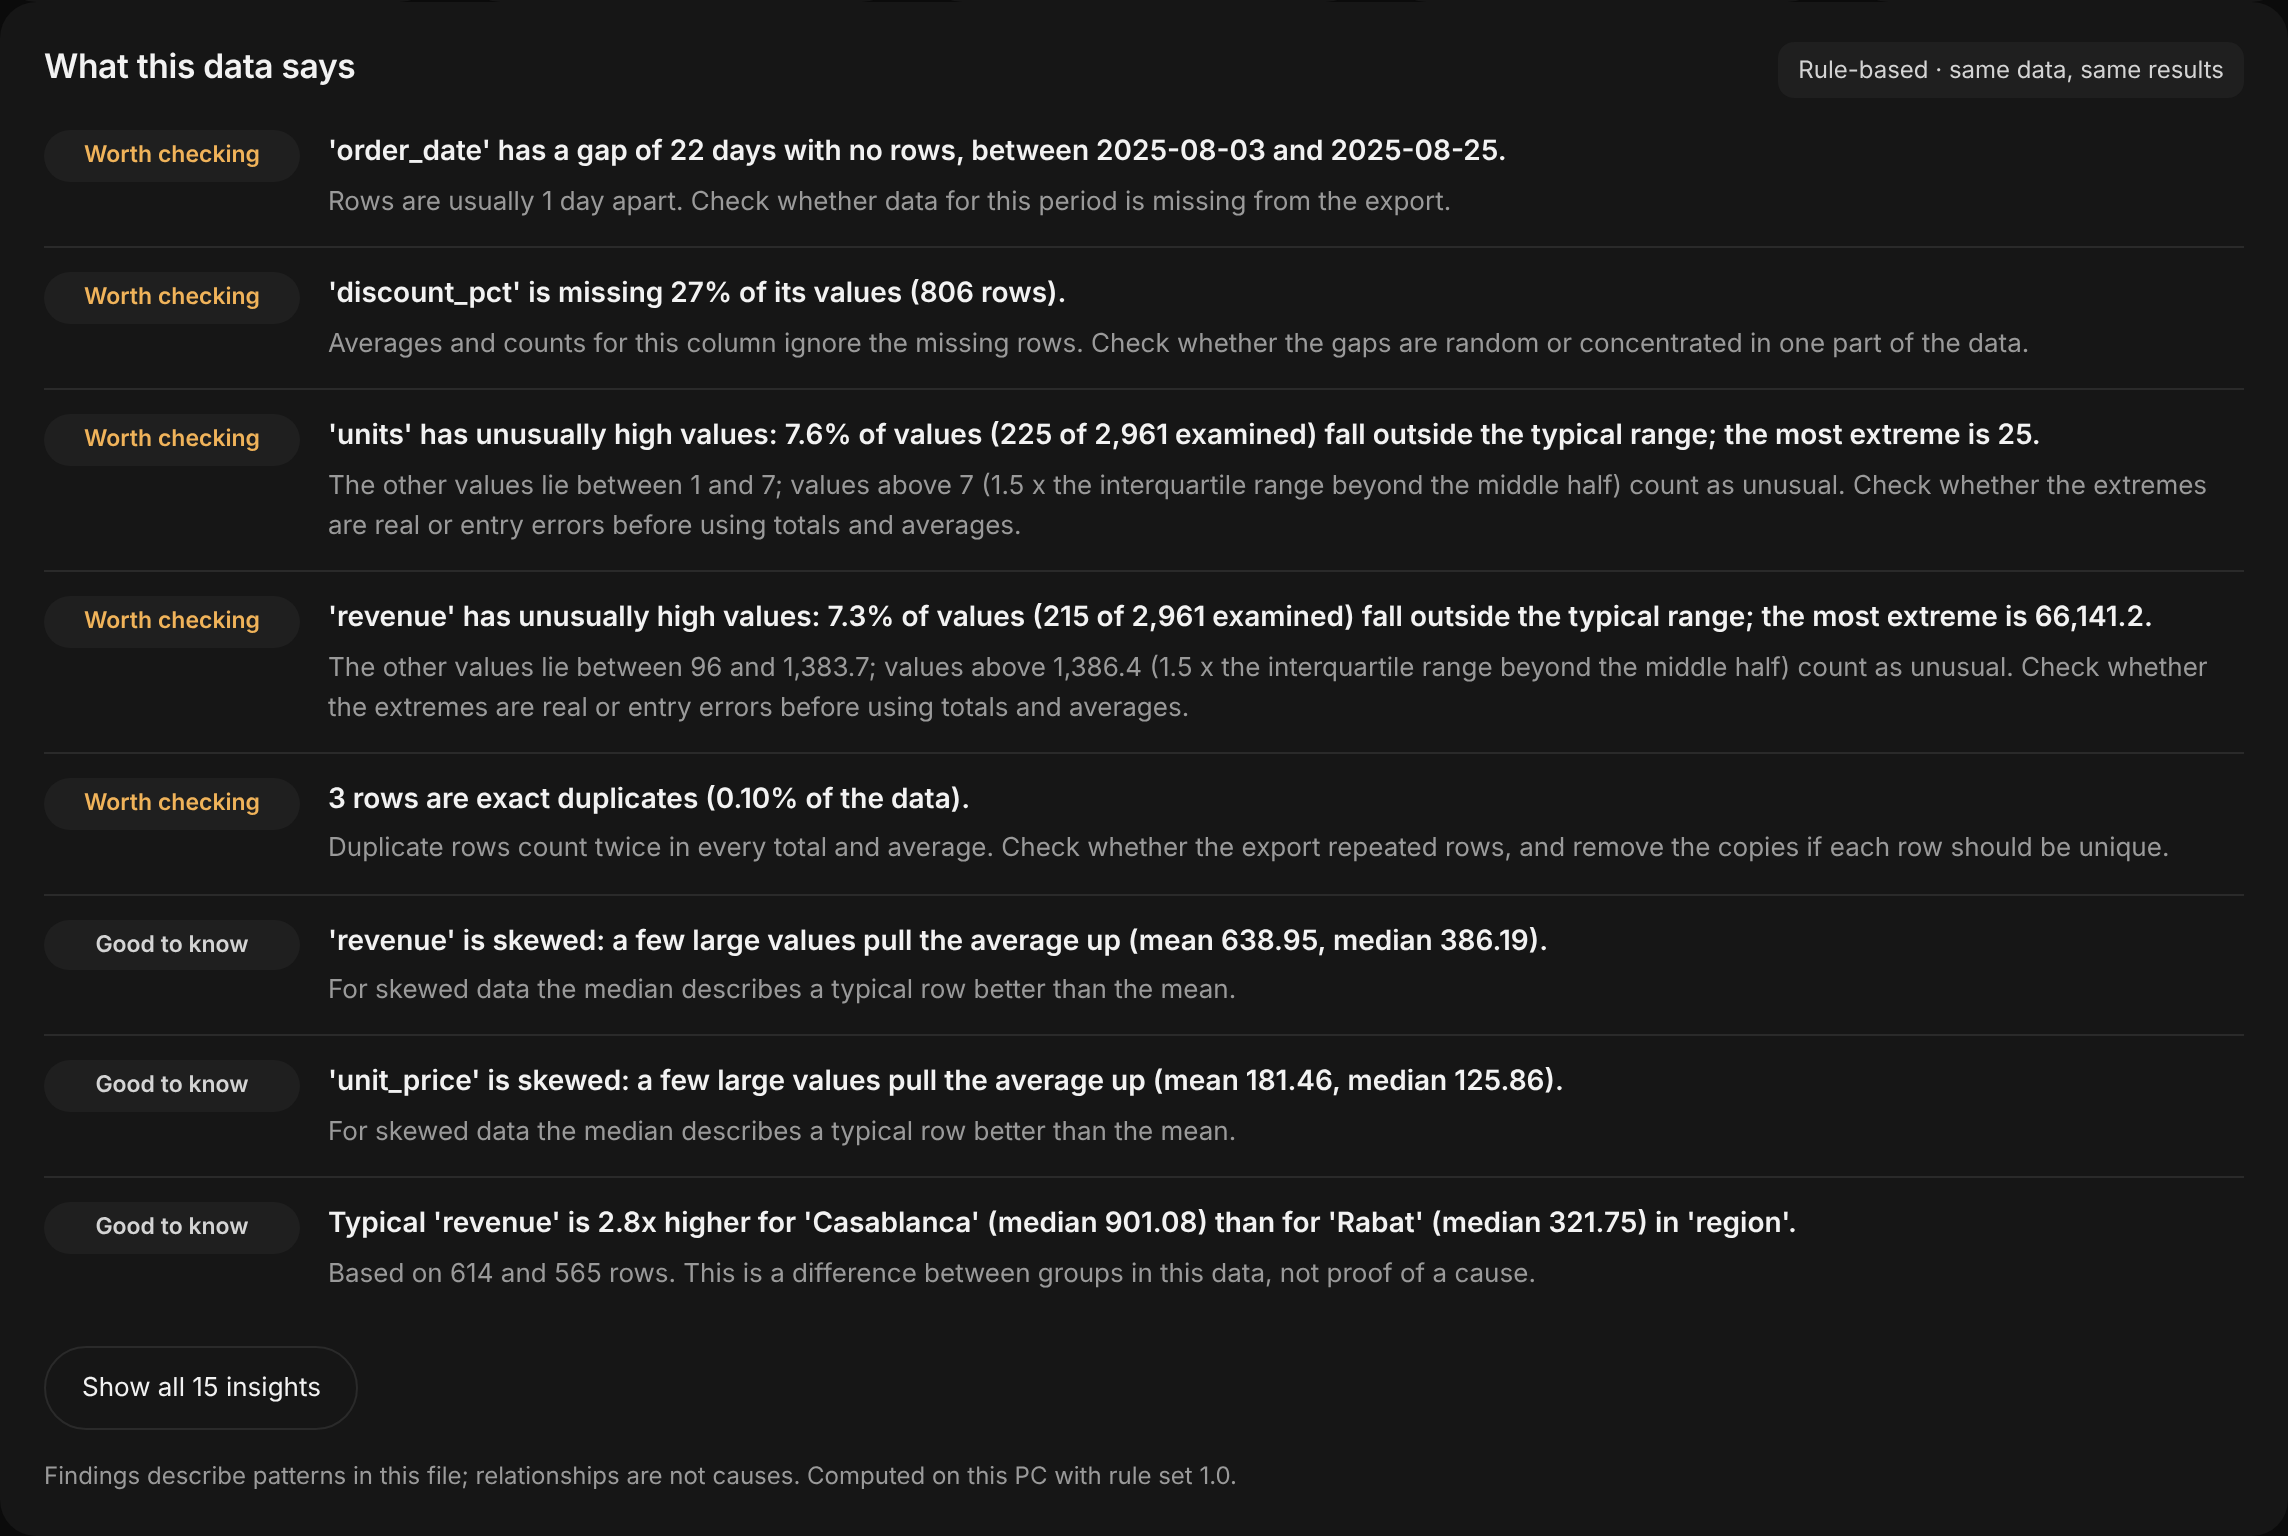 What this data says
Rule-based · same data, same results
Worth checking
'order_date' has a gap of 22 days with no rows, between 2025-08-03 and 2025-08-25.
Rows are usually 1 day apart. Check whether data for this period is missing from the export.
Worth checking
'discount_pct' is missing 27% of its values (806 rows).
Averages and counts for this column ignore the missing rows. Check whether the gaps are random or concentrated in one part of the data.
Worth checking
'units' has unusually high values: 7.6% of values (225 of 2,961 examined) fall outside the typical range; the most extreme is 25.
The other values lie between 1 and 7; values above 7 (1.5 x the interquartile range beyond the middle half) count as unusual. Check whether the extremes
are real or entry errors before using totals and averages.
Worth checking
'revenue' has unusually high values: 7.3% of values (215 of 2,961 examined) fall outside the typical range; the most extreme is 66,141.2.
The other values lie between 96 and 1,383.7; values above 1,386.4 (1.5 x the interquartile range beyond the middle half) count as unusual. Check whether
the extremes are real or entry errors before using totals and averages.
Worth checking
3 rows are exact duplicates (0.10% of the data).
Duplicate rows count twice in every total and average. Check whether the export repeated rows, and remove the copies if each row should be unique.
Good to know
'revenue' is skewed: a few large values pull the average up (mean 638.95, median 386.19).
For skewed data the median describes a typical row better than the mean.
Good to know
'unit_price' is skewed: a few large values pull the average up (mean 181.46, median 125.86).
For skewed data the median describes a typical row better than the mean.
Good to know
Typical 'revenue' is 2.8x higher for 'Casablanca' (median 901.08) than for 'Rabat' (median 321.75) in 'region'.
Based on 614 and 565 rows. This is a difference between groups in this data, not proof of a cause.
Show all 15 insights
Findings describe patterns in this file; relationships are not causes. Computed on this PC with rule set 1.0.